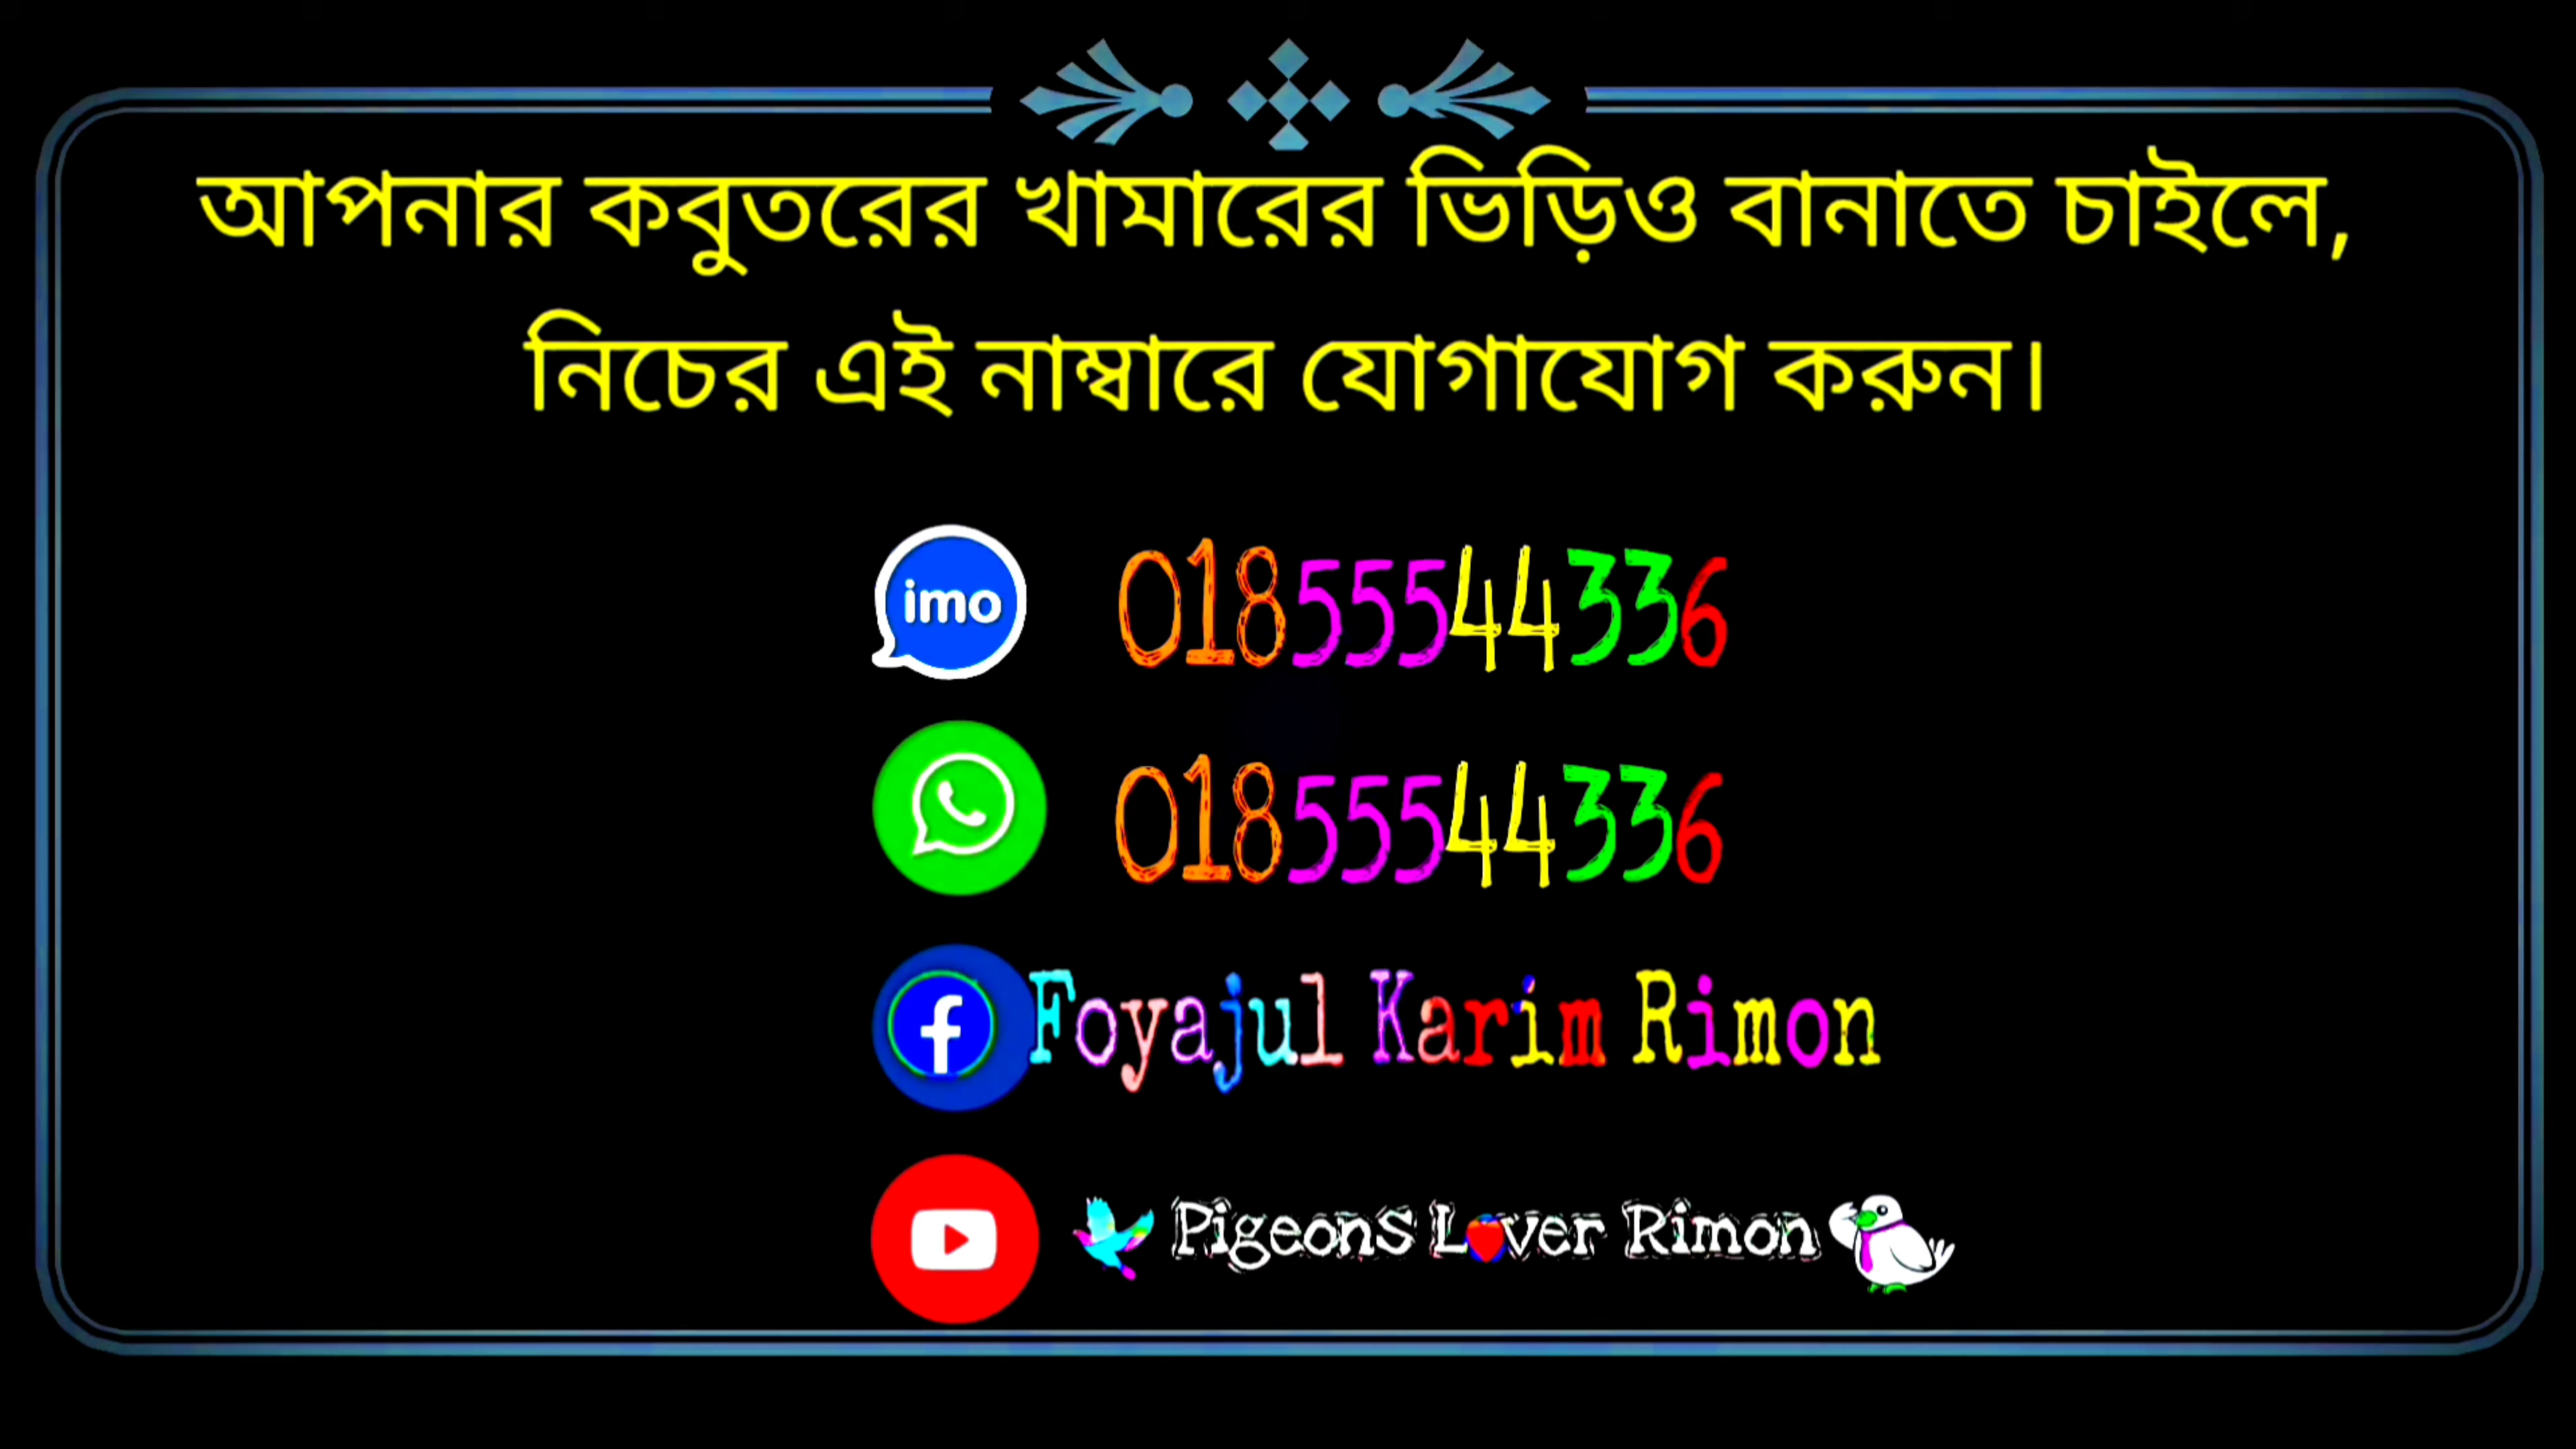 আপনার কবুতরের খামারের ভিড়িও বানাতে চাইলে,
নিচের এই নাম্বারে যোগাযোগ করুন।
imo 01855544336
01855544336
f Foyajul Karim Rimon
Pigeons Lover Rimon